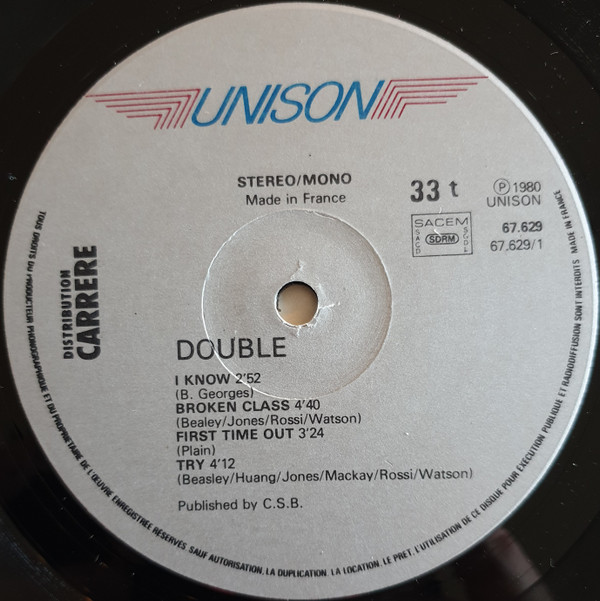 UNISON
STEREO/MONO
Made in France
33 t
Ⓟ 1980
UNISON
SACEM
SACD
SDRM
SGDL
67.629
67.629/1
DISTRIBUTION
CARRERE
DOUBLE
I KNOW 2'52
(B. Georges)
BROKEN CLASS 4'40
(Bealey/Jones/Rossi/Watson)
FIRST TIME OUT 3'24
(Plain)
TRY 4'12
(Beasley/Huang/Jones/Mackay/Rossi/Watson)
Published by C.S.B.
TOUS DROITS DU PRODUCTEUR PHONOGRAPHIQUE ET DU PROPRIETAIRE DE L'ŒUVRE ENREGISTREE RESERVES. SAUF AUTORISATION, LA DUPLICATION, LA LOCATION, LE PRET, L'UTILISATION DE CE DISQUE POUR EXECUTION PUBLIQUE ET RADIODIFFUSION SONT INTERDITS MADE IN FRANCE